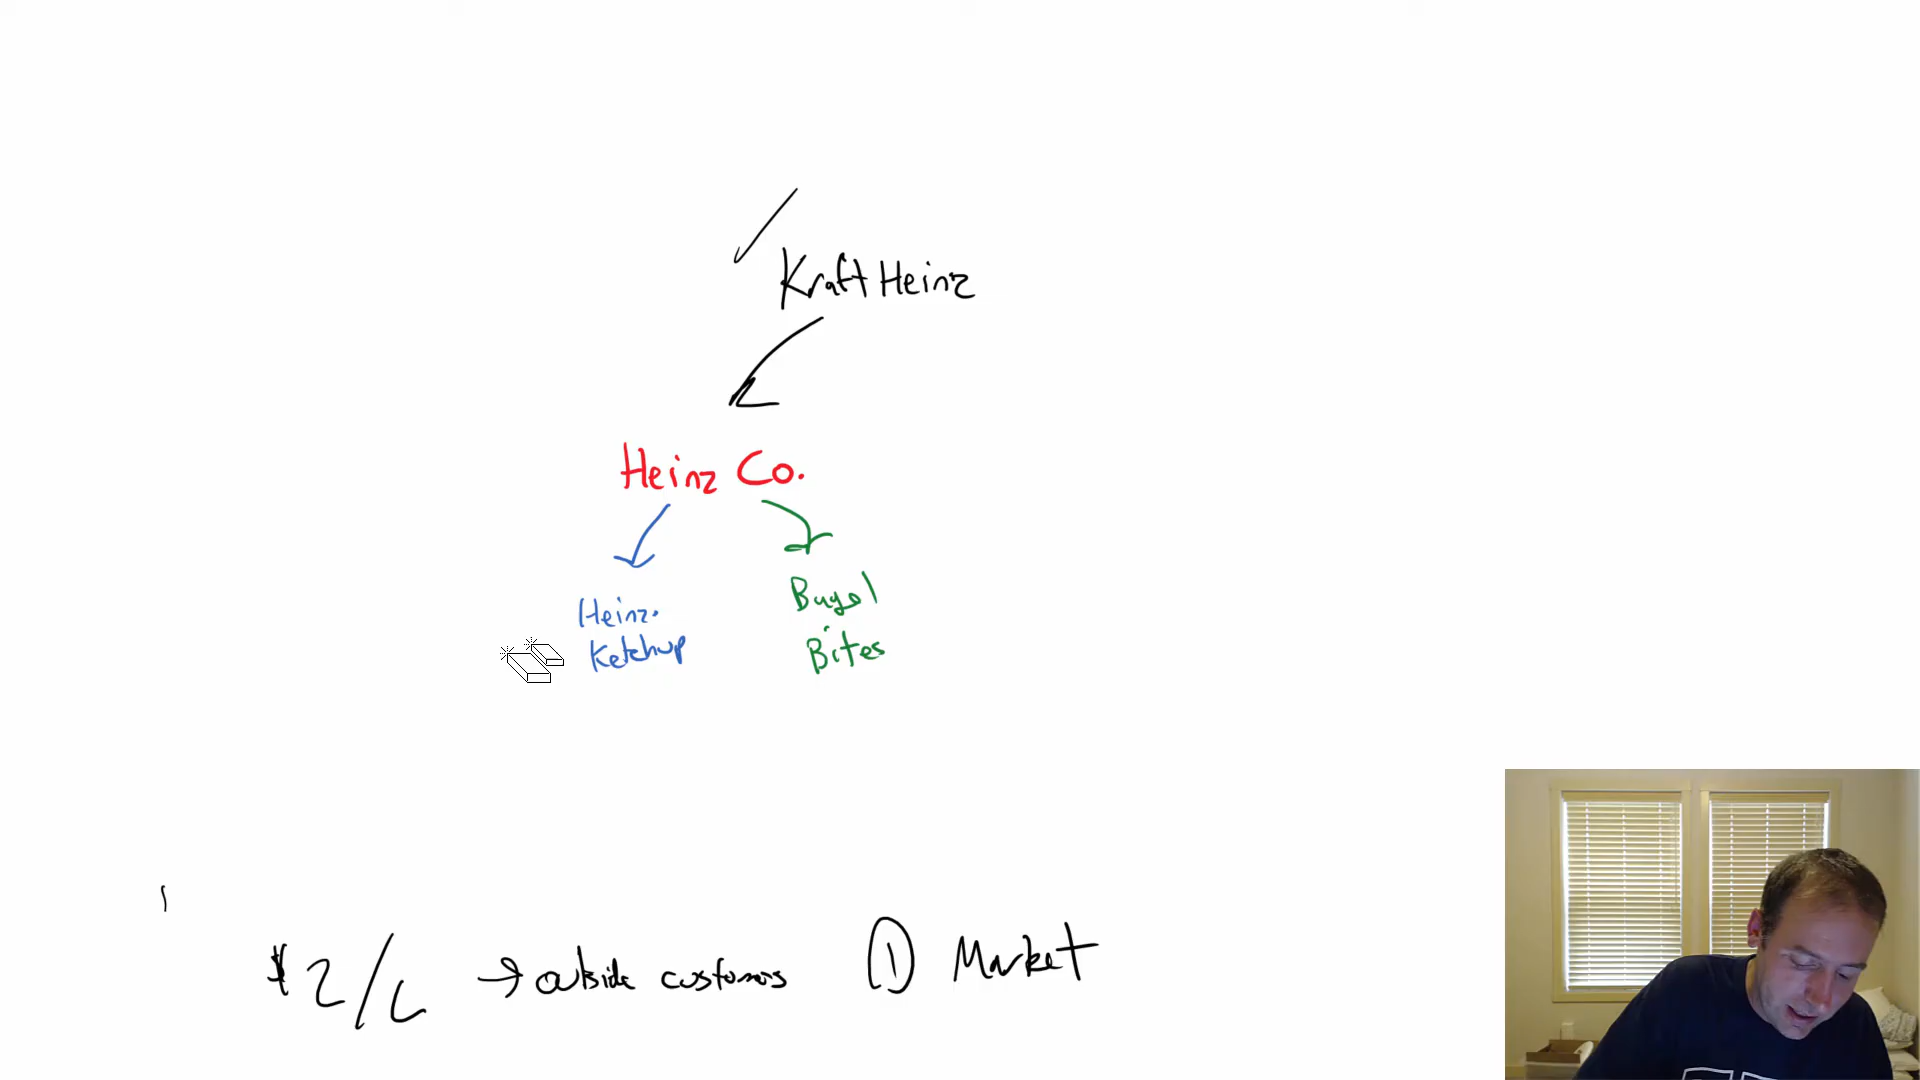 Kraft Heinz
Heinz Co.
Heinz
Ketchup
Bagel
Bites
$2/L → outside customers
① Market